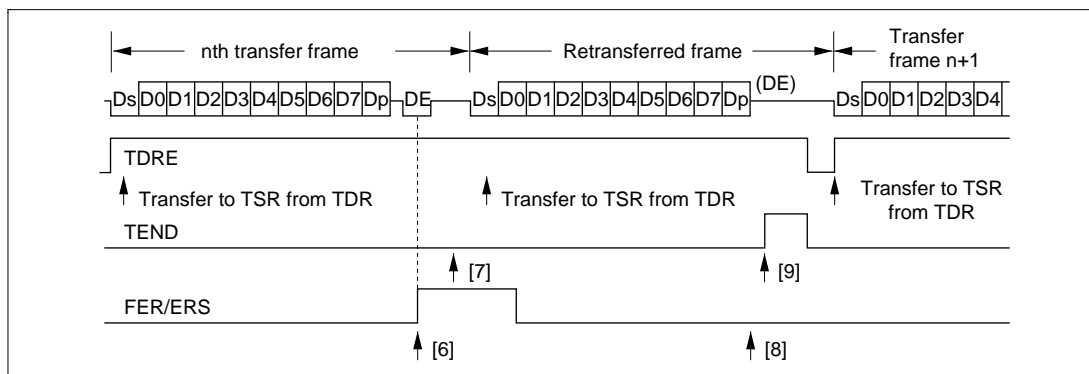 nth transfer frame
Retransferred frame
Transfer
frame n+1
Ds D0 D1 D2 D3 D4 D5 D6 D7 Dp DE
Ds D0 D1 D2 D3 D4 D5 D6 D7 Dp (DE)
Ds D0 D1 D2 D3 D4
TDRE
Transfer to TSR from TDR
Transfer to TSR from TDR
Transfer to TSR
from TDR
TEND
[7]
[9]
FER/ERS
[6]
[8]